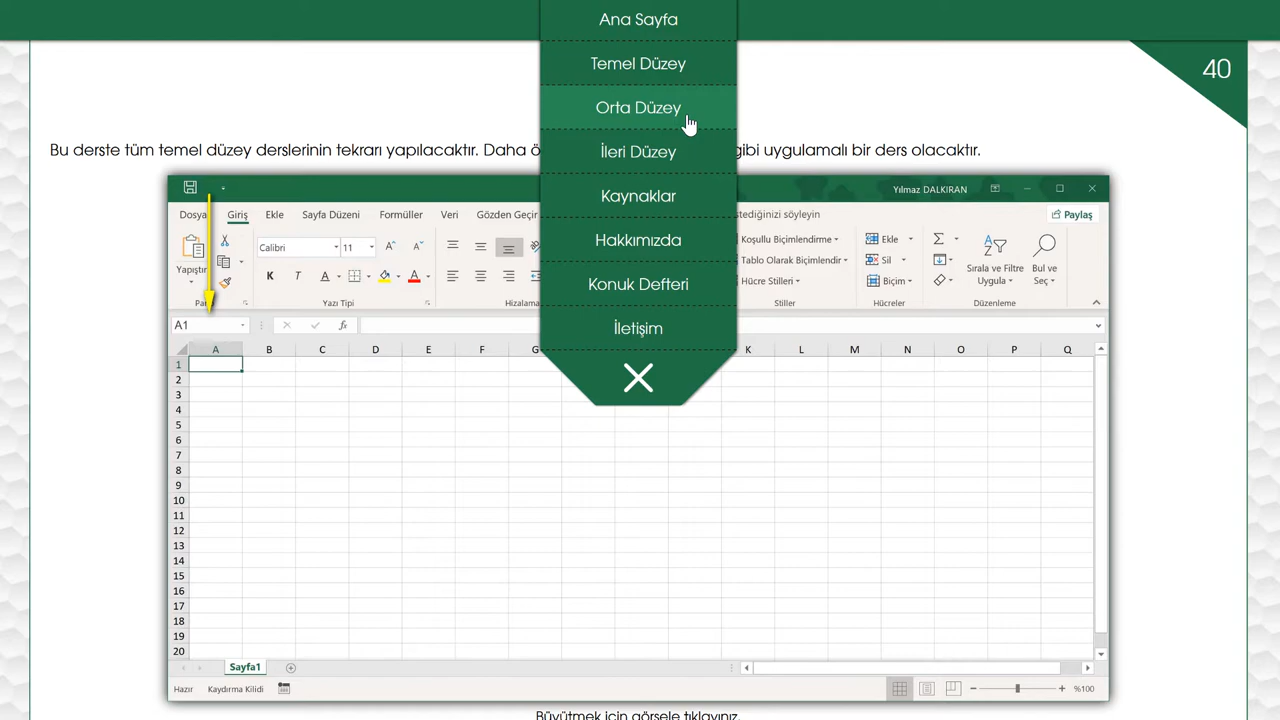 Ana Sayfa
Temel Düzey
40
Orta Düzey
Bu derste tüm temel düzey derslerinin tekrarı yapılacaktır. Daha ö gibi uygulamalı bir ders olacaktır.
İleri Düzey
Kaynaklar
Hakkımızda
Konuk Defteri
İletişim
Yılmaz DALKIRAN
Dosya Giriş Ekle Sayfa Düzeni Formüller Veri Gözden Geçir stediğinizi söyleyin Paylaş
Calibri 11 Koşullu Biçimlendirme Ekle Σ
Yapıştır Tablo Olarak Biçimlendir Sil Sırala ve Filtre Bul ve
K T A A Hücre Stilleri Biçim Uygula Seç
Pan Yazı Tipi Hizalama Stiller Hücreler Düzenleme
A1 fx
A B C D E F G K L M N O P Q
1
2
3
4
5
6
7
8
9
10
11
12
13
14
15
16
17
18
19
20
Sayfa1
Hazır Kaydırma Kilidi %100
Büyütmek için görsele tıklayınız.